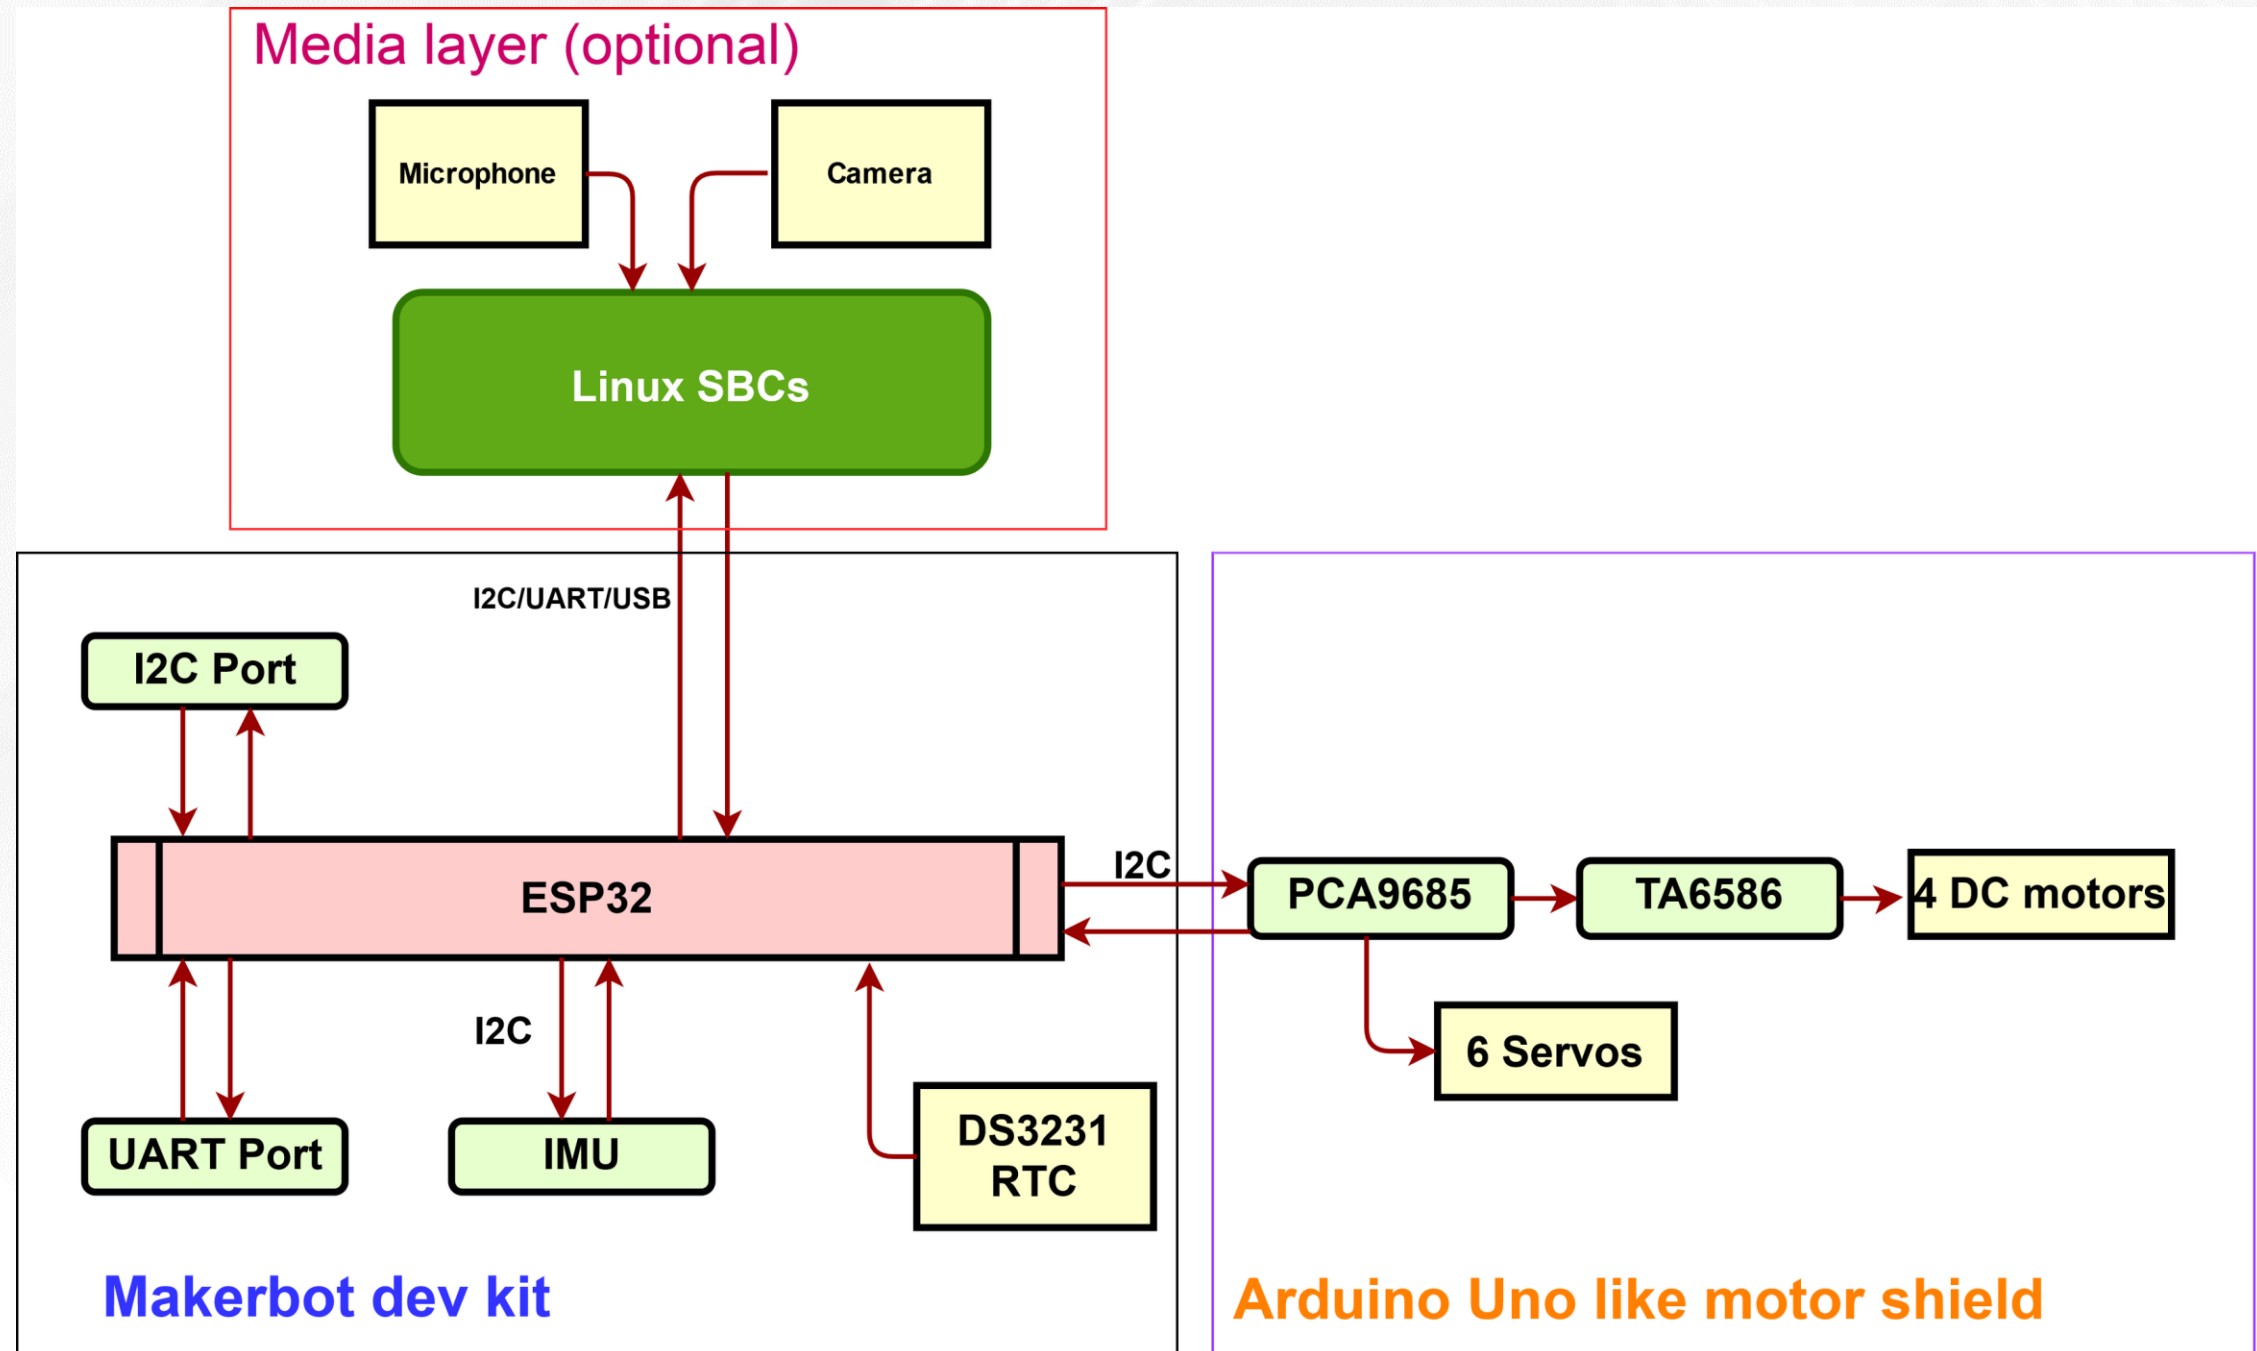 Media layer (optional)
Microphone
Camera
Linux SBCs
I2C/UART/USB
I2C Port
ESP32
I2C
PCA9685
TA6586
4 DC motors
I2C
6 Servos
UART Port
IMU
DS3231
RTC
Makerbot dev kit
Arduino Uno like motor shield